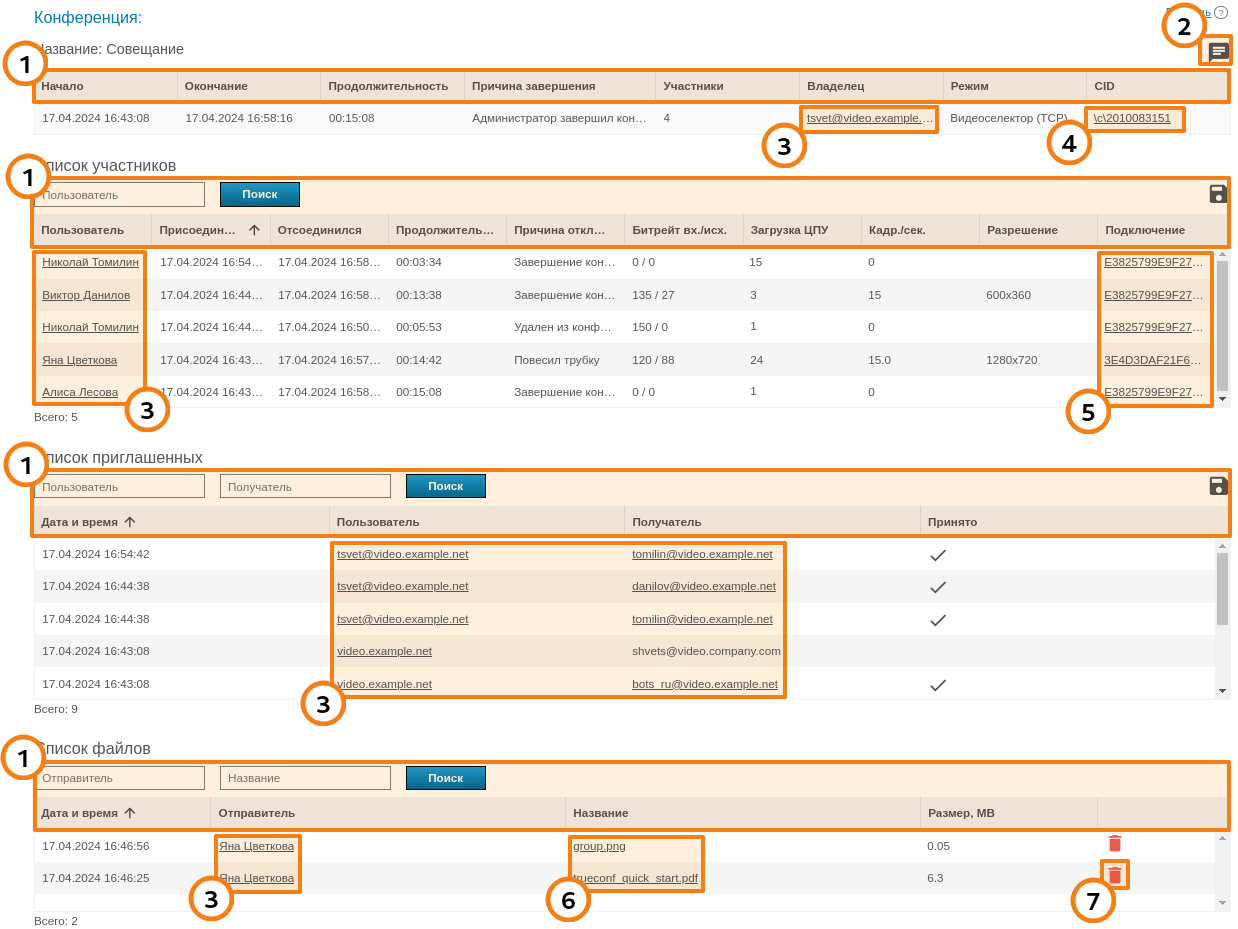 Конференция:
2
Название: Совещание
1
Начало Окончание Продолжительность Причина завершения Участники Владелец Режим CID
17.04.2024 16:43:08 17.04.2024 16:58:16 00:15:08 Администратор завершил кон… 4 tsvet@video.example.… Видеоселектор (TCP) \c\2010083151
3 4
Список участников
1
Пользователь Поиск
Пользователь Присоедин… Отсоединился Продолжитель… Причина откл… Битрейт вх./исх. Загрузка ЦПУ Кадр./сек. Разрешение Подключение
Николай Томилин 17.04.2024 16:54… 17.04.2024 16:58… 00:03:34 Завершение кон… 0 / 0 15 0 E3825799E9F27…
Виктор Данилов 17.04.2024 16:44… 17.04.2024 16:58… 00:13:38 Завершение кон… 135 / 27 3 15 600x360 E3825799E9F27…
Николай Томилин 17.04.2024 16:44… 17.04.2024 16:50… 00:05:53 Удален из конф… 150 / 0 1 0 E3825799E9F27…
Яна Цветкова 17.04.2024 16:43… 17.04.2024 16:57… 00:14:42 Повесил трубку 120 / 88 24 15.0 1280x720 3E4D3DAF21F6…
Алиса Лесова 17.04.2024 16:43… 17.04.2024 16:58… 00:15:08 Завершение кон… 0 / 0 1 0 E3825799E9F27…
3 5
Всего: 5
Список приглашенных
1
Пользователь Получатель Поиск
Дата и время Пользователь Получатель Принято
17.04.2024 16:54:42 tsvet@video.example.net tomilin@video.example.net
17.04.2024 16:44:38 tsvet@video.example.net danilov@video.example.net
17.04.2024 16:44:38 tsvet@video.example.net tomilin@video.example.net
17.04.2024 16:43:08 video.example.net shvets@video.company.com
17.04.2024 16:43:08 video.example.net bots_ru@video.example.net
3
Всего: 9
Список файлов
1
Отправитель Название Поиск
Дата и время Отправитель Название Размер, MB
17.04.2024 16:46:56 Яна Цветкова group.png 0.05
17.04.2024 16:46:25 Яна Цветкова trueconf_quick_start.pdf 6.3
3 6 7
Всего: 2